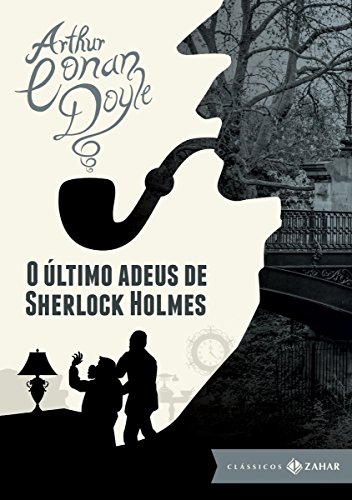 Arthur
Conan
Doyle
O ÚLTIMO ADEUS DE
SHERLOCK HOLMES
CLÁSSICOS ZAHAR